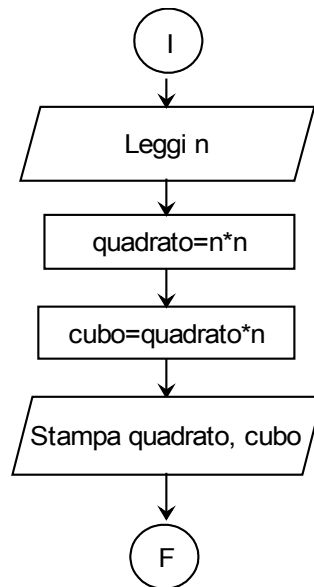 I
Leggi n
quadrato=n*n
cubo=quadrato*n
Stampa quadrato, cubo
F